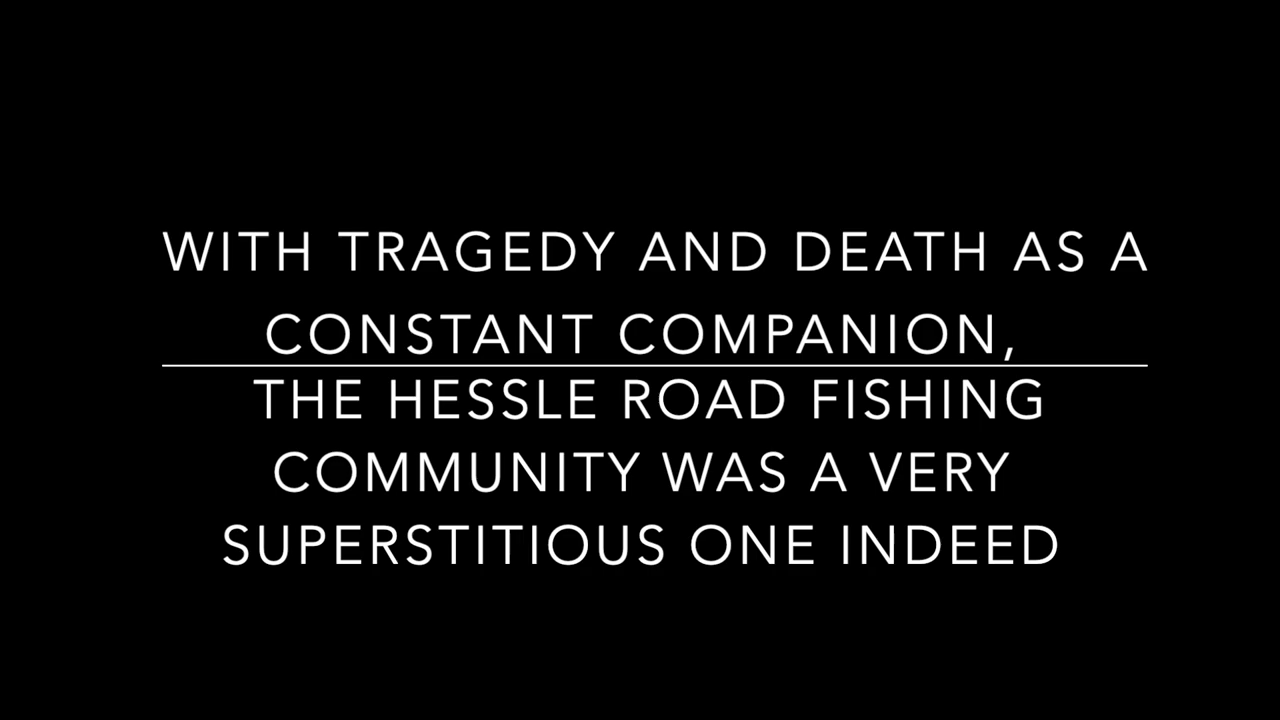 WITH TRAGEDY AND DEATH AS A
CONSTANT COMPANION,
THE HESSLE ROAD FISHING
COMMUNITY WAS A VERY
SUPERSTITIOUS ONE INDEED